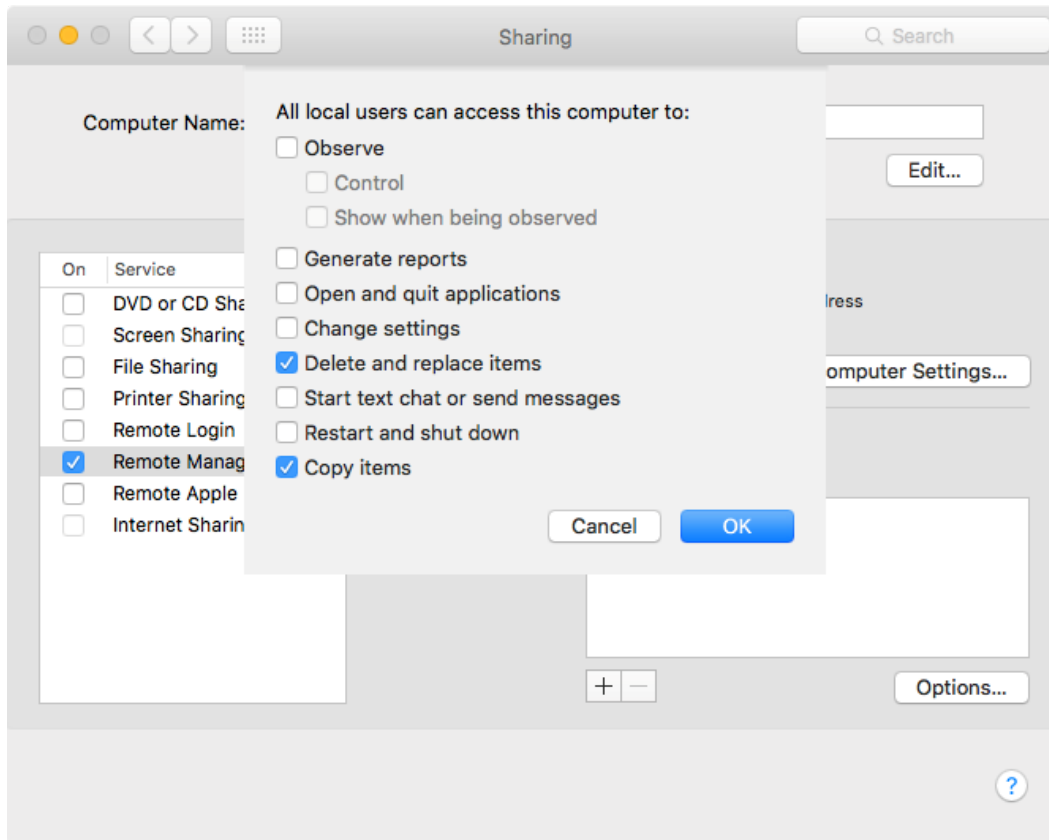 Sharing
Search
Computer Name:
Edit...
All local users can access this computer to:
Observe
Control
Show when being observed
Generate reports
Open and quit applications
Change settings
Delete and replace items
Start text chat or send messages
Restart and shut down
Copy items
Cancel
OK
On
Service
DVD or CD Sha
Screen Sharing
File Sharing
Printer Sharing
Remote Login
Remote Manag
Remote Apple
Internet Sharin
dress
omputer Settings...
+
Options...
?